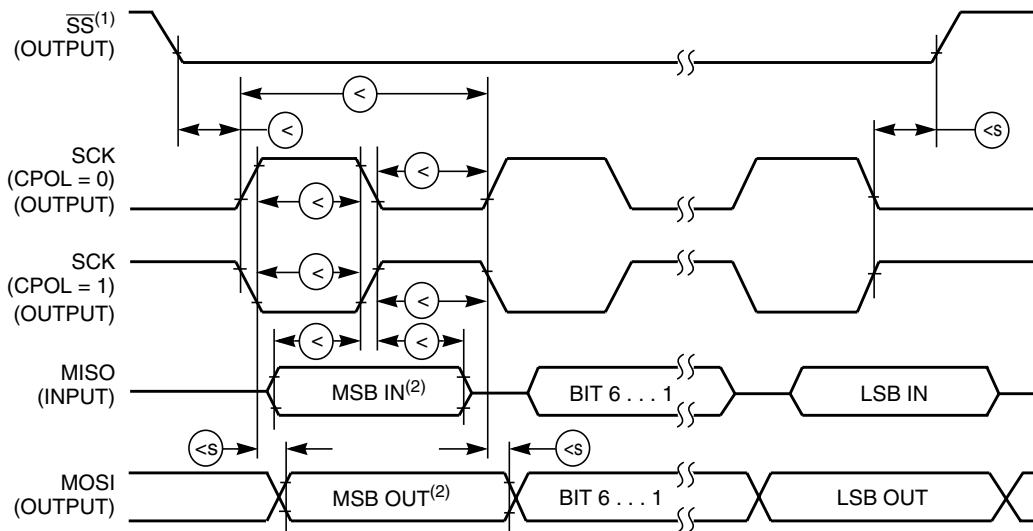 SS(1)
(OUTPUT)
<
<
<s
SCK
(CPOL = 0)
(OUTPUT)
<
<
SCK
(CPOL = 1)
(OUTPUT)
<
<
<
<
MISO
(INPUT)
MSB IN(2)
BIT 6 . . . 1
LSB IN
<s
<s
MOSI
(OUTPUT)
MSB OUT(2)
BIT 6 . . . 1
LSB OUT